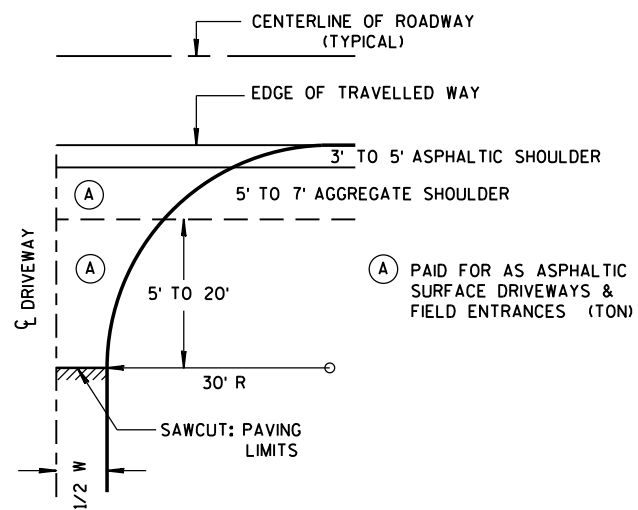 CENTERLINE OF ROADWAY
(TYPICAL)
EDGE OF TRAVELLED WAY
3' TO 5' ASPHALTIC SHOULDER
A
5' TO 7' AGGREGATE SHOULDER
A
5' TO 20'
℄ DRIVEWAY
A PAID FOR AS ASPHALTIC
SURFACE DRIVEWAYS &
FIELD ENTRANCES (TON)
30' R
SAWCUT: PAVING
LIMITS
1/2 W